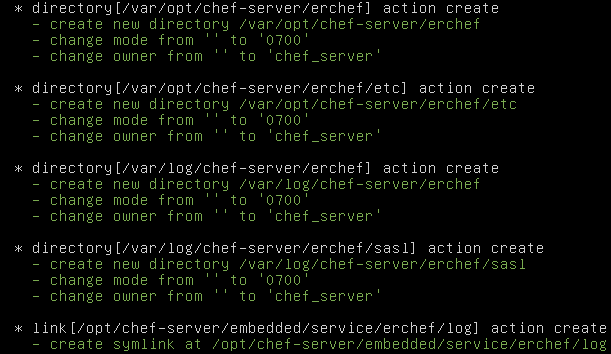 * directory[/var/opt/chef-server/erchef] action create
- create new directory /var/opt/chef-server/erchef
- change mode from '' to '0700'
- change owner from '' to 'chef_server'
* directory[/var/opt/chef-server/erchef/etc] action create
- create new directory /var/opt/chef-server/erchef/etc
- change mode from '' to '0700'
- change owner from '' to 'chef_server'
* directory[/var/log/chef-server/erchef] action create
- create new directory /var/log/chef-server/erchef
- change mode from '' to '0700'
- change owner from '' to 'chef_server'
* directory[/var/log/chef-server/erchef/sasl] action create
- create new directory /var/log/chef-server/erchef/sasl
- change mode from '' to '0700'
- change owner from '' to 'chef_server'
* link[/opt/chef-server/embedded/service/erchef/log] action create
- create symlink at /opt/chef-server/embedded/service/erchef/log